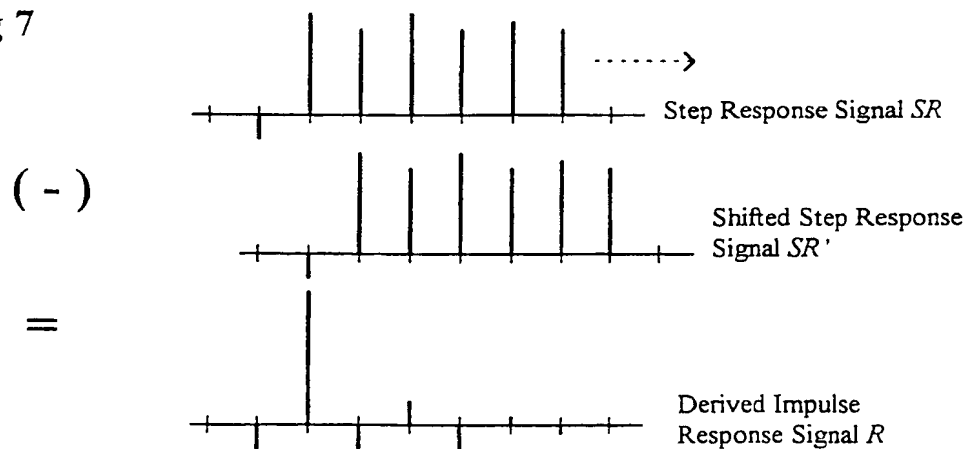 7
Step Response Signal SR
( - )
Shifted Step Response
Signal SR'
=
Derived Impulse
Response Signal R